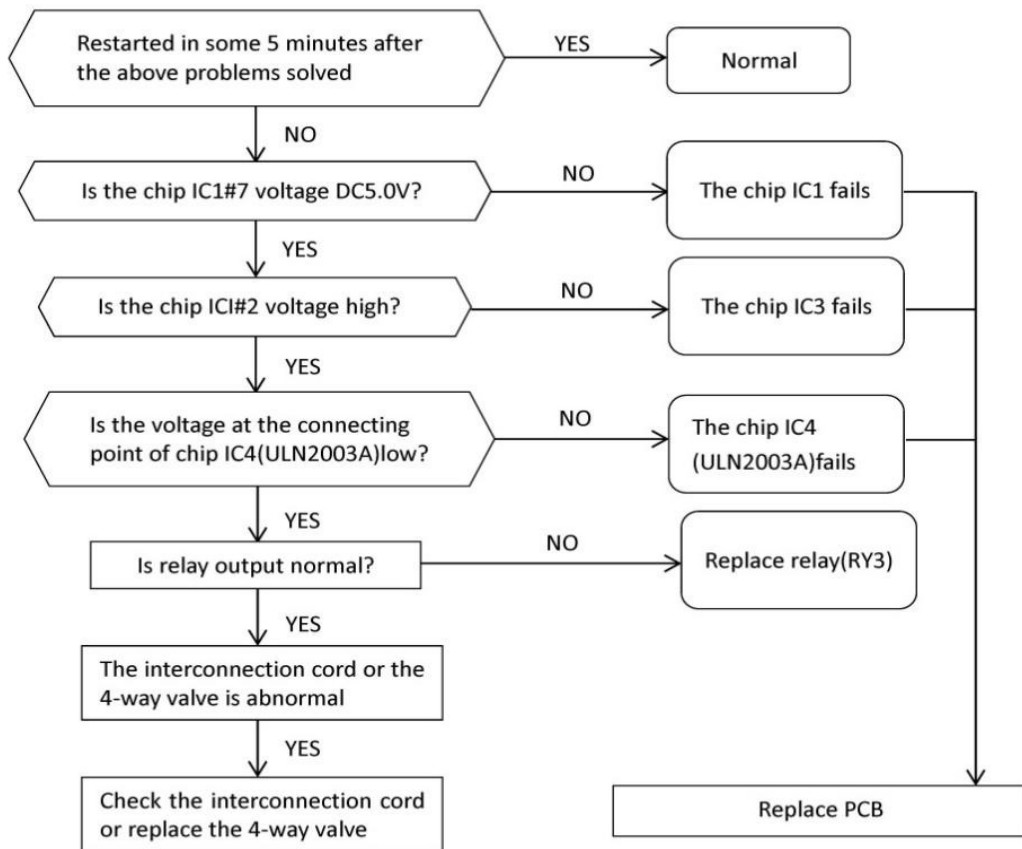 Restarted in some 5 minutes after
the above problems solved
YES
Normal
NO
Is the chip IC1#7 voltage DC5.0V?
NO
The chip IC1 fails
YES
Is the chip ICI#2 voltage high?
NO
The chip IC3 fails
YES
Is the voltage at the connecting
point of chip IC4(ULN2003A)low?
NO
The chip IC4
(ULN2003A)fails
YES
Is relay output normal?
NO
Replace relay(RY3)
YES
The interconnection cord or the
4-way valve is abnormal
YES
Check the interconnection cord
or replace the 4-way valve
Replace PCB